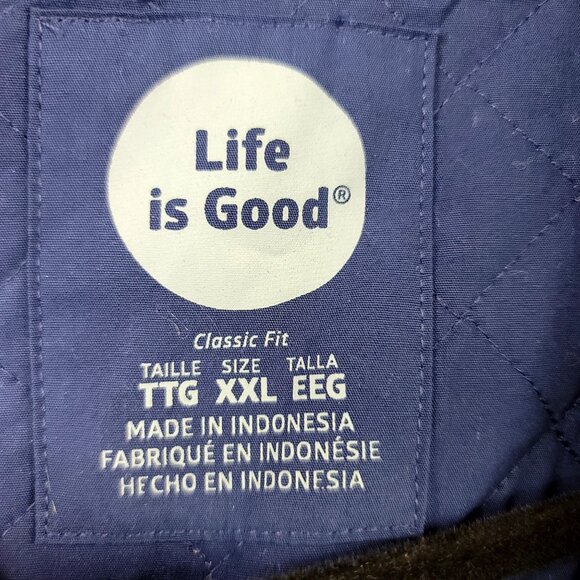 Life
is Good®
Classic Fit
TAILLE SIZE TALLA
TTG XXL EEG
MADE IN INDONESIA
FABRIQUÉ EN INDONÉSIE
HECHO EN INDONESIA